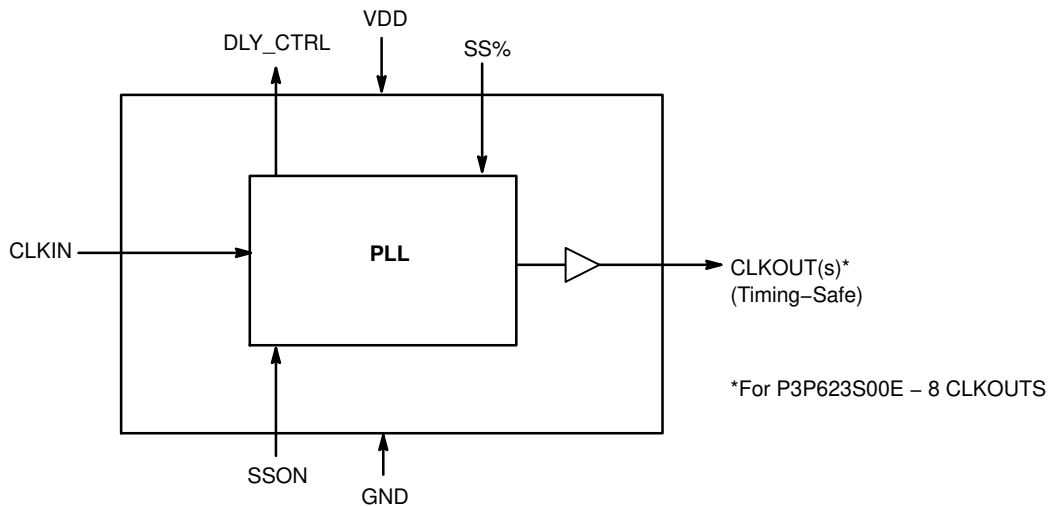 VDD
DLY_CTRL
SS%
CLKIN
PLL
CLKOUT(s)*
(Timing−Safe)
*For P3P623S00E − 8 CLKOUTS
SSON
GND